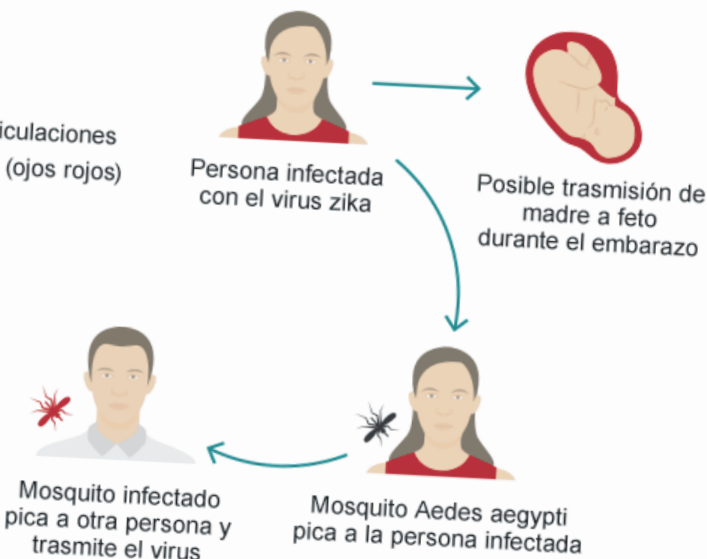 iculaciones
(ojos rojos)
Persona infectada
con el virus zika
Posible trasmisión de
madre a feto
durante el embarazo
Mosquito Aedes aegypti
pica a la persona infectada
Mosquito infectado
pica a otra persona y
trasmite el virus